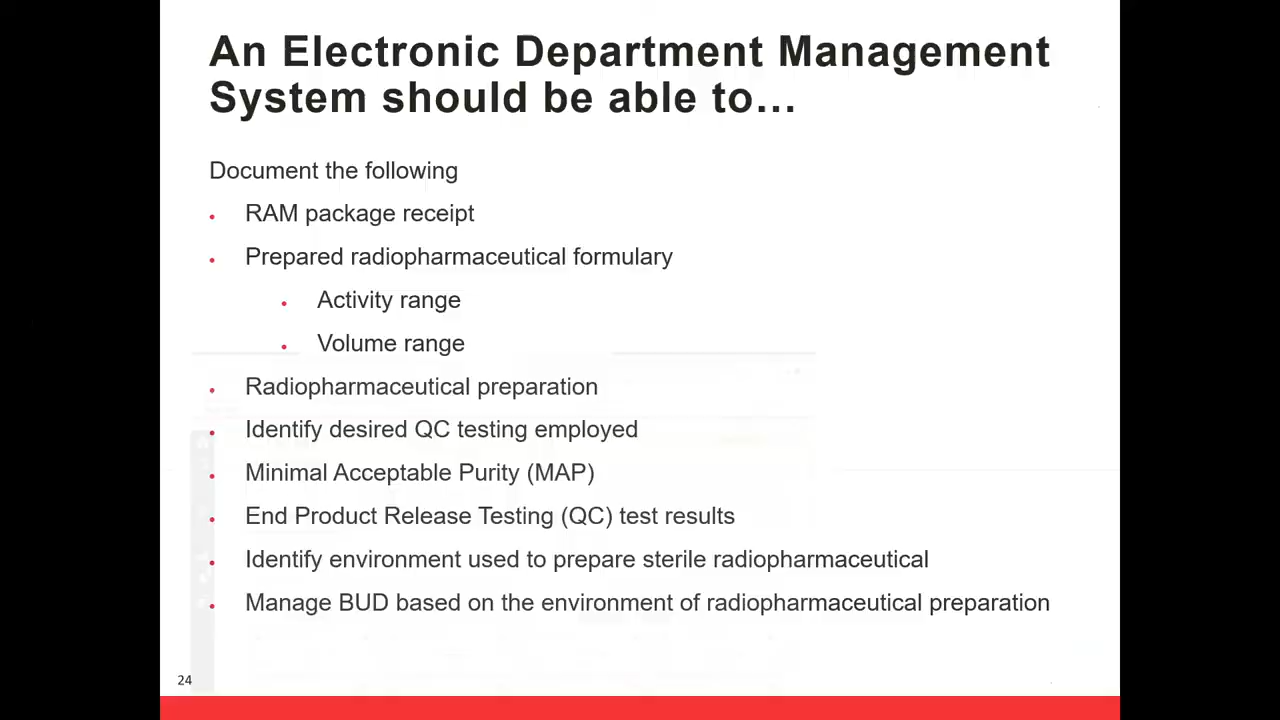 An Electronic Department Management
System should be able to…
Document the following
• RAM package receipt
• Prepared radiopharmaceutical formulary
• Activity range
• Volume range
• Radiopharmaceutical preparation
• Identify desired QC testing employed
• Minimal Acceptable Purity (MAP)
• End Product Release Testing (QC) test results
• Identify environment used to prepare sterile radiopharmaceutical
• Manage BUD based on the environment of radiopharmaceutical preparation
24